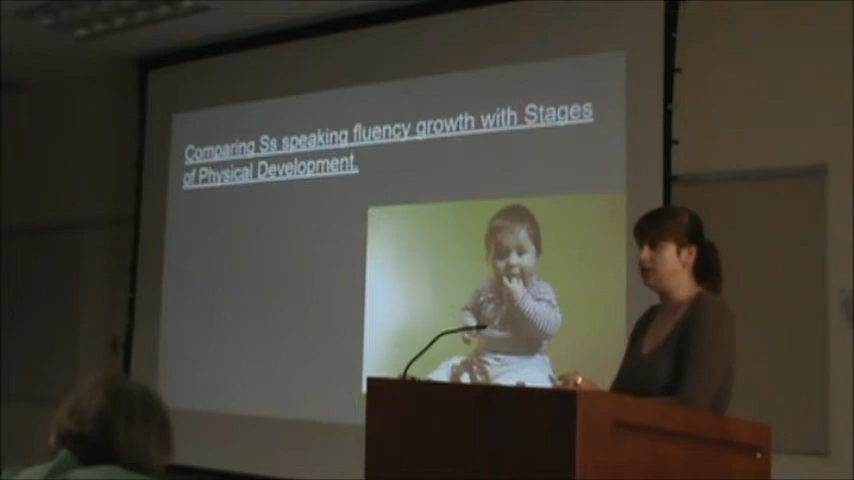 Comparing Ss speaking fluency growth with Stages
of Physical Development.